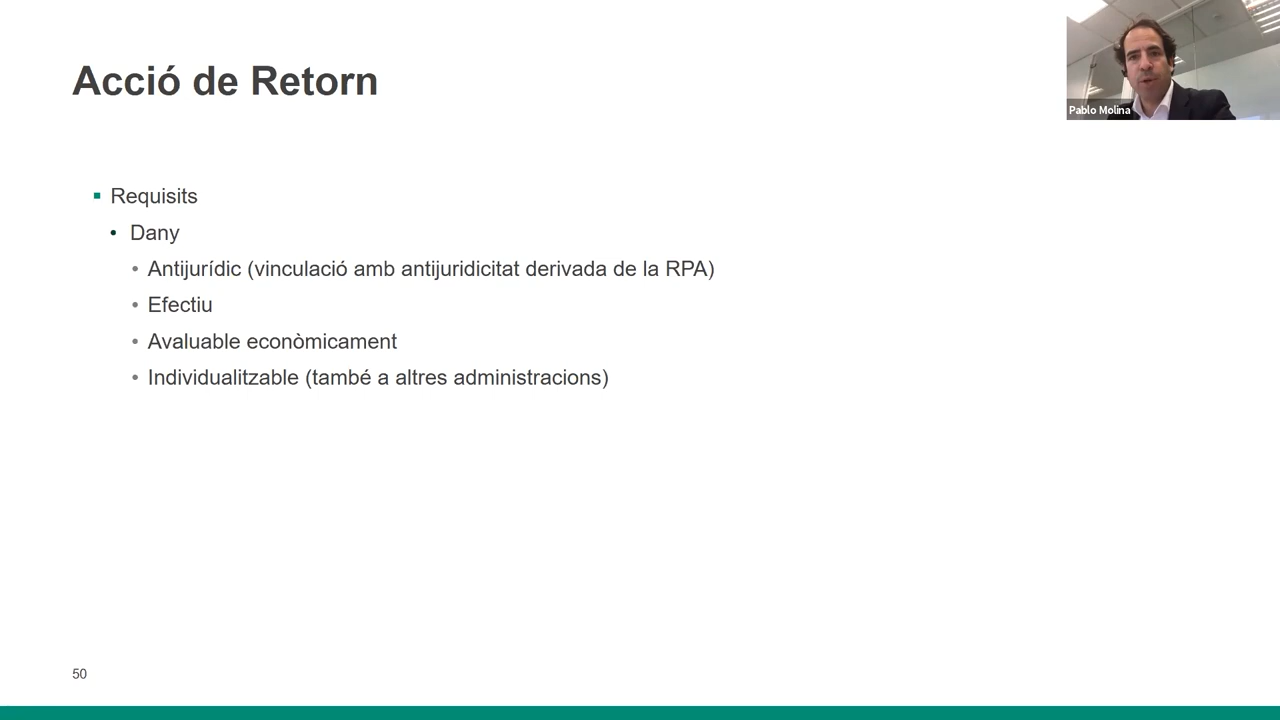 Acció de Retorn
Pablo Molina
Requisits
Dany
Antijurídic (vinculació amb antijuridicitat derivada de la RPA)
Efectiu
Avaluable econòmicament
Individualitzable (també a altres administracions)
50